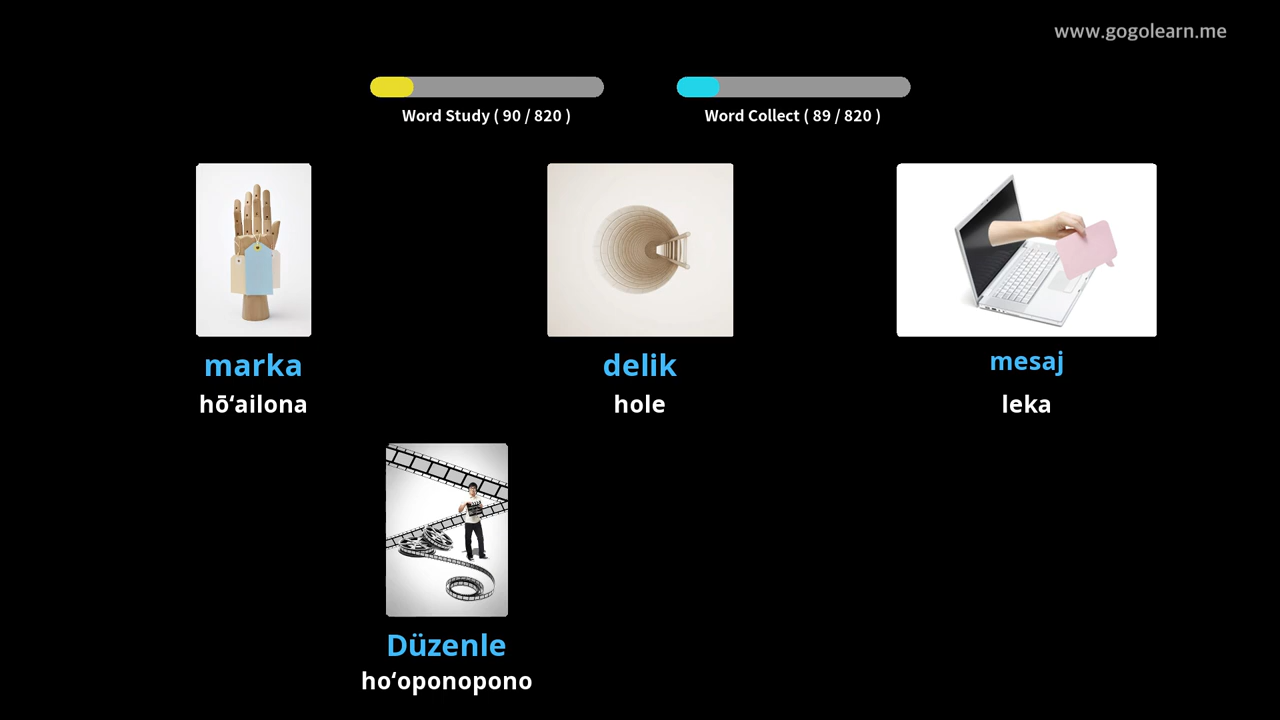 www.gogolearn.me
Word Study ( 90 / 820 )
Word Collect ( 89 / 820 )
marka
delik
mesaj
hōʻailona
hole
leka
Düzenle
hoʻoponopono